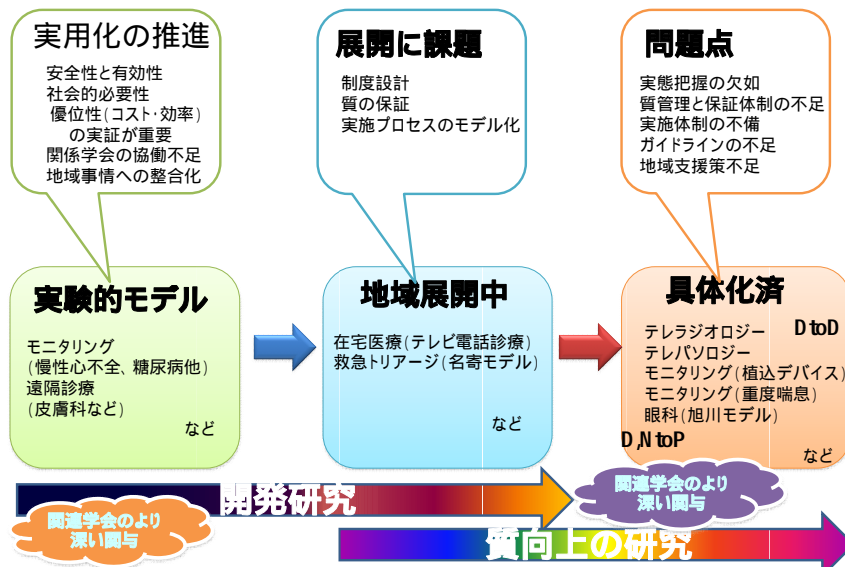 実用化の推進
安全性と有効性
社会的必要性
優位性(コスト・効率)
の実証が重要
関係学会の協働不足
地域事情への整合化
展開に課題
制度設計
質の保証
実施プロセスのモデル化
問題点
実態把握の欠如
質管理と保証体制の不足
実施体制の不備
ガイドラインの不足
地域支援策不足
実験的モデル
モニタリング
(慢性心不全、糖尿病他)
遠隔診療
(皮膚科など)
など
地域展開中
在宅医療(テレビ電話診療)
救急トリアージ(名寄モデル)
など
具体化済
テレラジオロジー DtoD
テレパソロジー
モニタリング(植込デバイス)
モニタリング(重度喘息)
眼科(旭川モデル)
D,NtoP
など
開発研究
関連学会のより
深い関与
関連学会のより
深い関与
質向上の研究